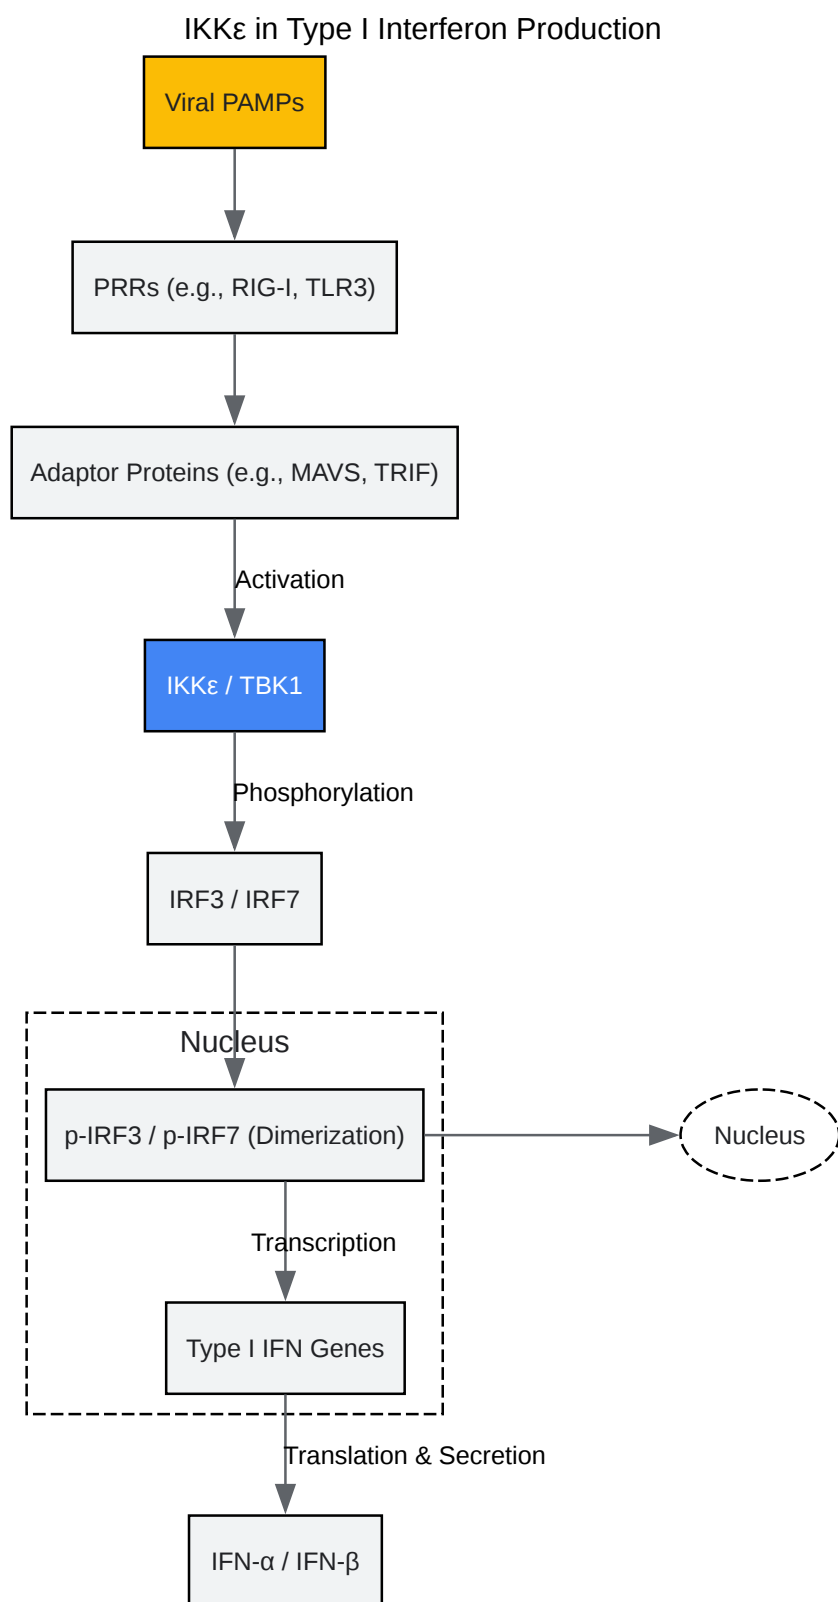 IKKε in Type I Interferon Production
Viral PAMPs
PRRs (e.g., RIG-I, TLR3)
Adaptor Proteins (e.g., MAVS, TRIF)
Activation
IKKε / TBK1
Phosphorylation
IRF3 / IRF7
Nucleus
p-IRF3 / p-IRF7 (Dimerization)
Nucleus
Transcription
Type I IFN Genes
Translation & Secretion
IFN-α / IFN-β